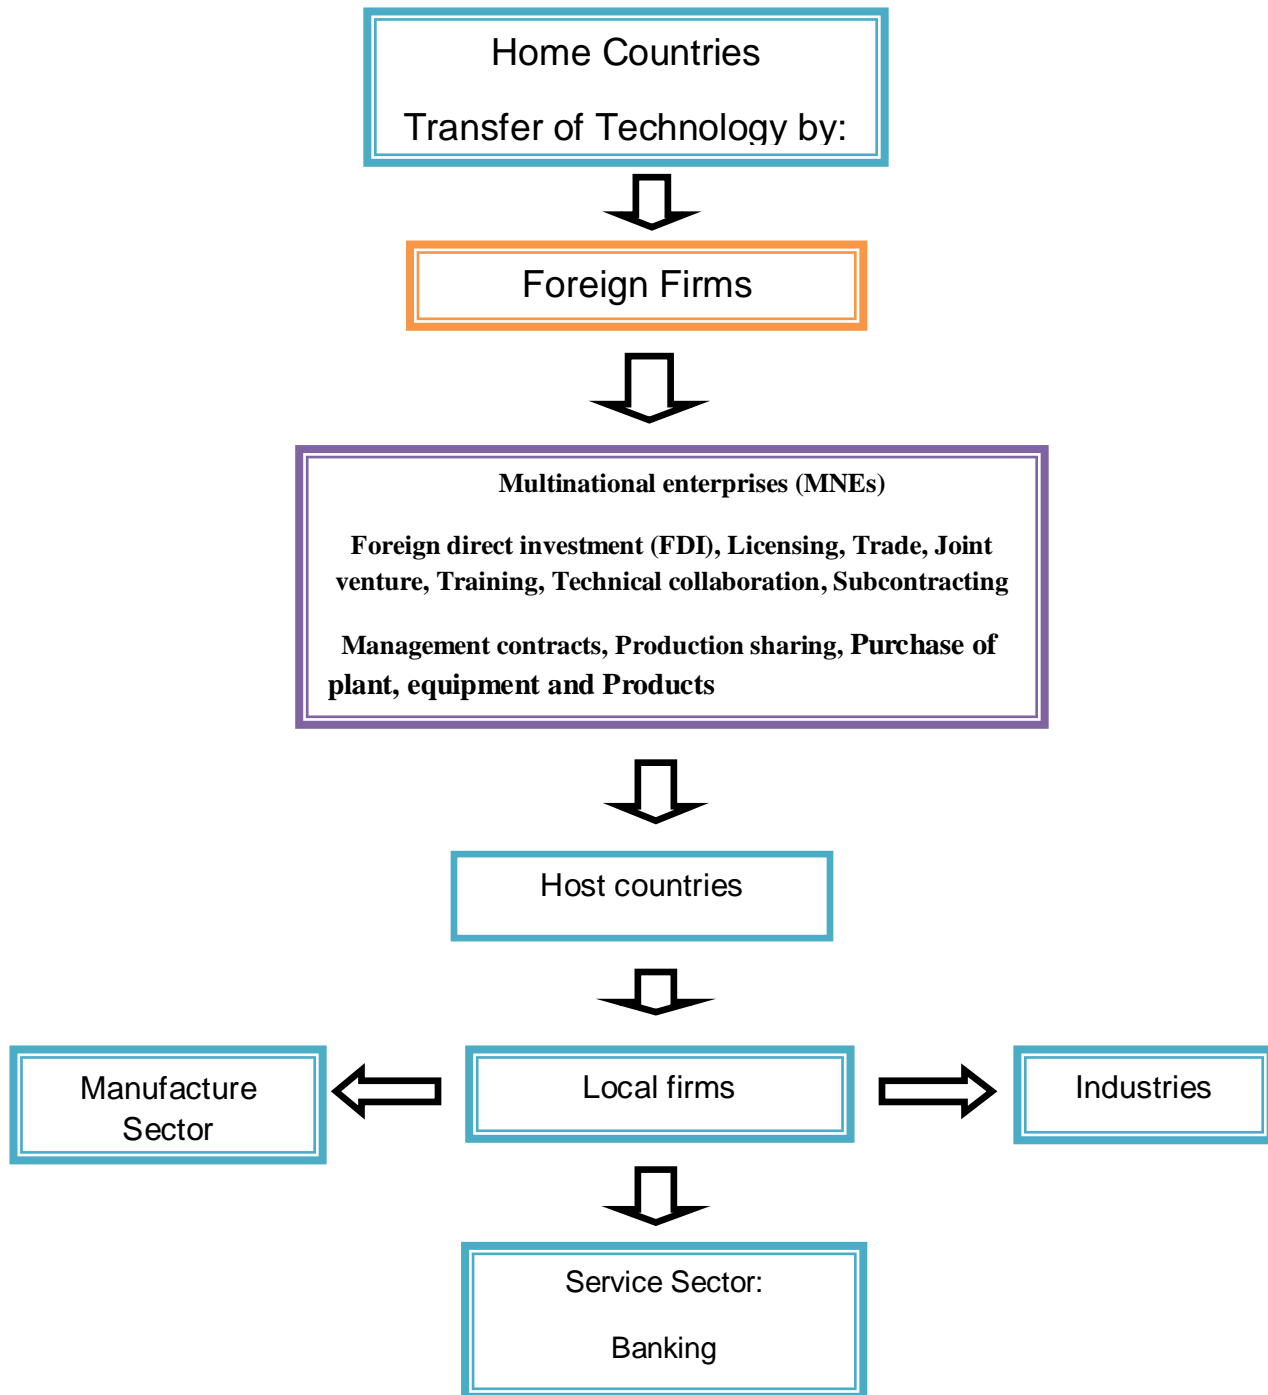 Home Countries
Transfer of Technology by:
Foreign Firms
Multinational enterprises (MNEs)
Foreign direct investment (FDI), Licensing, Trade, Joint
venture, Training, Technical collaboration, Subcontracting
Management contracts, Production sharing, Purchase of
plant, equipment and Products
Host countries
Manufacture
Sector
Local firms
Industries
Service Sector:
Banking